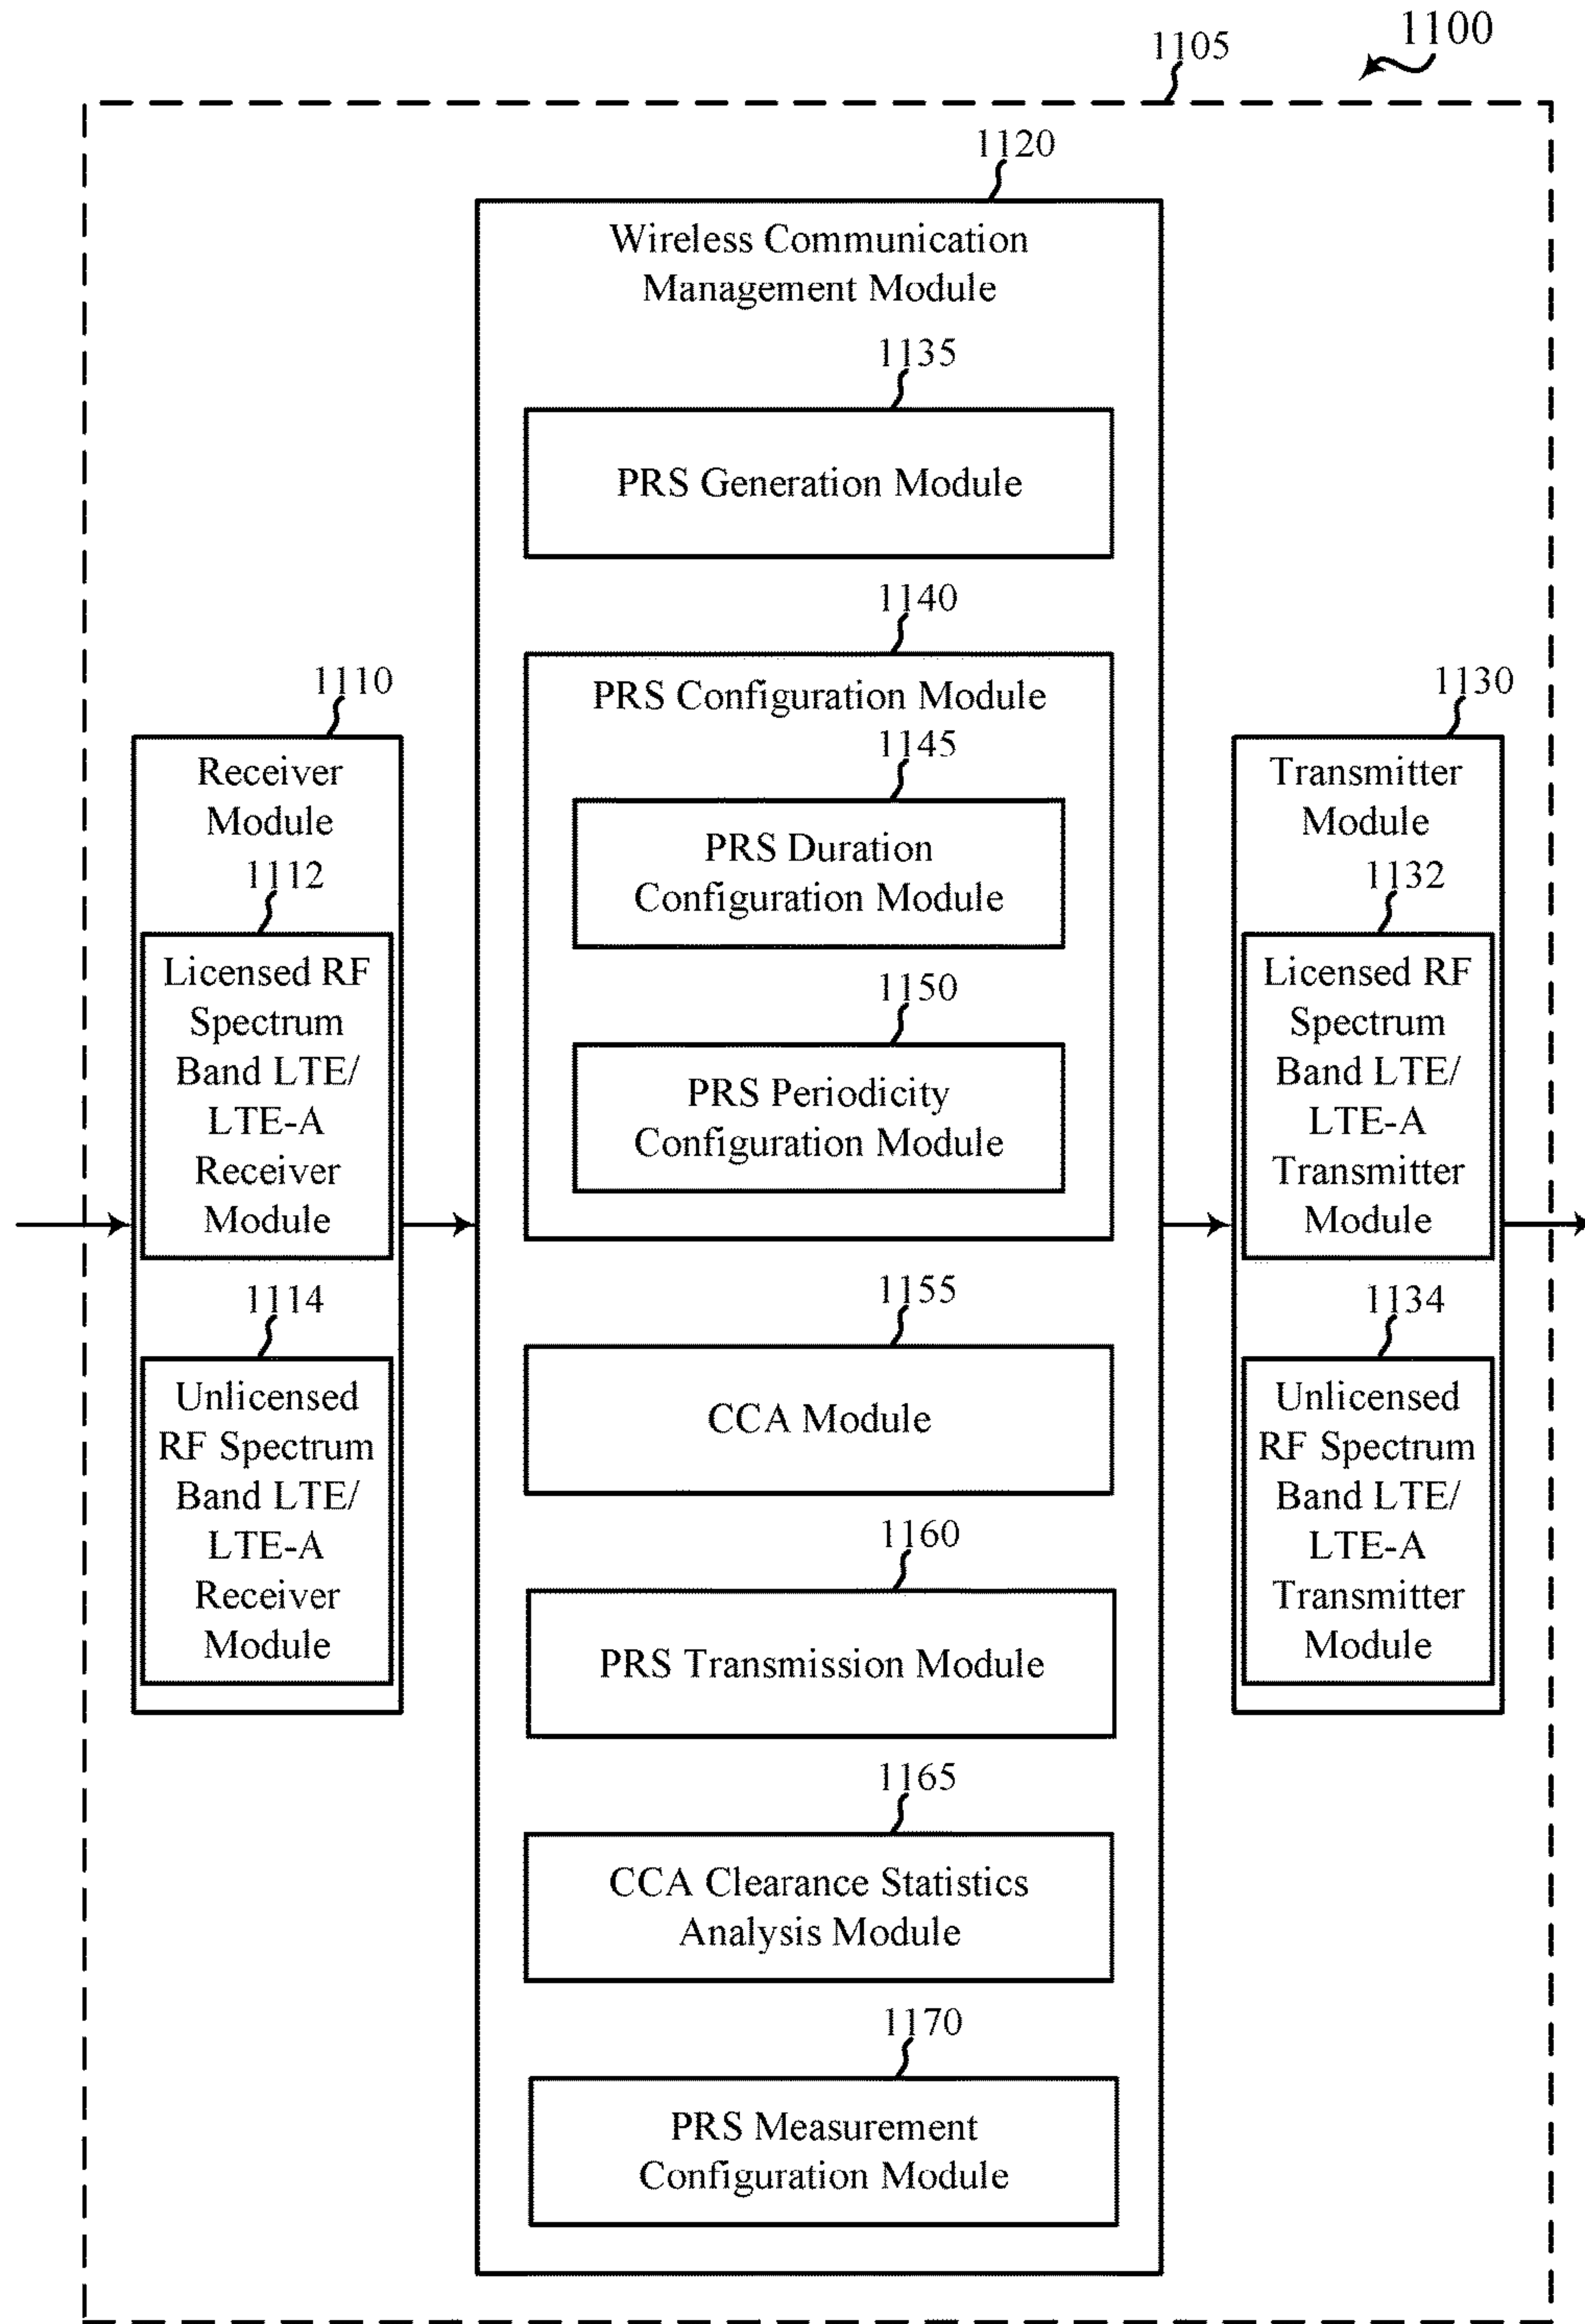 1100
1105
1120
Wireless Communication
Management Module
1135
PRS Generation Module
1140
PRS Configuration Module
1145
PRS Duration
Configuration Module
1150
PRS Periodicity
Configuration Module
1155
CCA Module
1160
PRS Transmission Module
1165
CCA Clearance Statistics
Analysis Module
1170
PRS Measurement
Configuration Module
1110
Receiver
Module
1112
Licensed RF
Spectrum
Band LTE/
LTE-A
Receiver
Module
1114
Unlicensed
RF Spectrum
Band LTE/
LTE-A
Receiver
Module
1130
Transmitter
Module
1132
Licensed RF
Spectrum
Band LTE/
LTE-A
Transmitter
Module
1134
Unlicensed
RF Spectrum
Band LTE/
LTE-A
Transmitter
Module